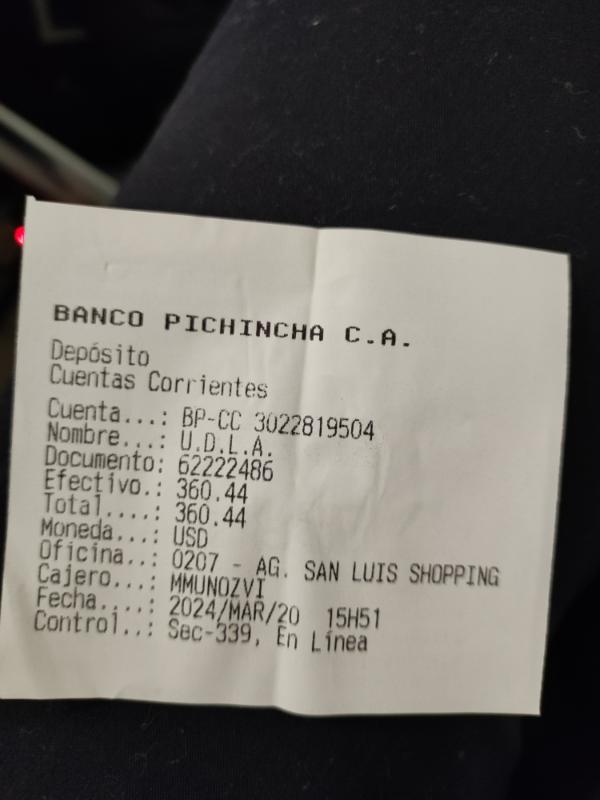 BANCO PICHINCHA C.A.
Depósito
Cuentas Corrientes
Cuenta...: BP-CC 3022819504
Nombre...: U.D.L.A.
Documento: 62222486
Efectivo.: 360.44
Total....: 360.44
Moneda...: USD
Oficina..: 0207 - AG. SAN LUIS SHOPPING
Cajero...: MMUNOZVI
Fecha....: 2024/MAR/20 15H51
Control..: Sec-339, En Línea